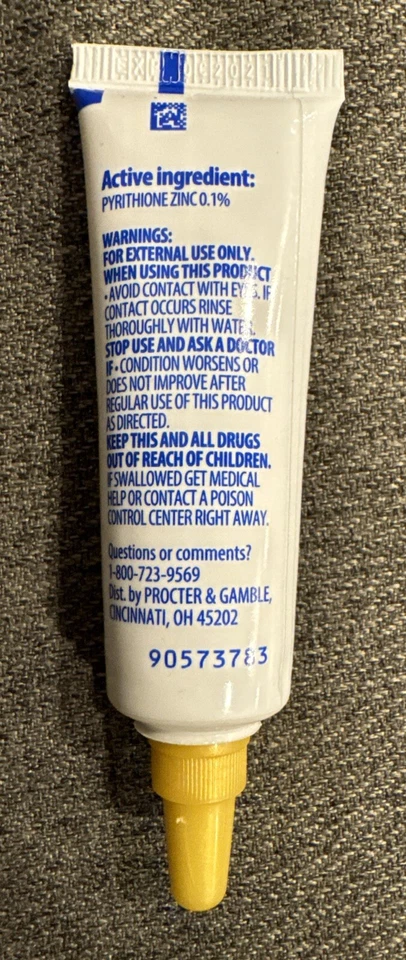 Active ingredient:
PYRITHIONE ZINC 0.1%
WARNINGS:
FOR EXTERNAL USE ONLY.
WHEN USING THIS PRODUCT
• AVOID CONTACT WITH EYES. IF
CONTACT OCCURS RINSE
THOROUGHLY WITH WATER.
STOP USE AND ASK A DOCTOR
IF • CONDITION WORSENS OR
DOES NOT IMPROVE AFTER
REGULAR USE OF THIS PRODUCT
AS DIRECTED.
KEEP THIS AND ALL DRUGS
OUT OF REACH OF CHILDREN.
IF SWALLOWED GET MEDICAL
HELP OR CONTACT A POISON
CONTROL CENTER RIGHT AWAY.
Questions or comments?
1-800-723-9569
Dist. by PROCTER & GAMBLE,
CINCINNATI, OH 45202
90573783